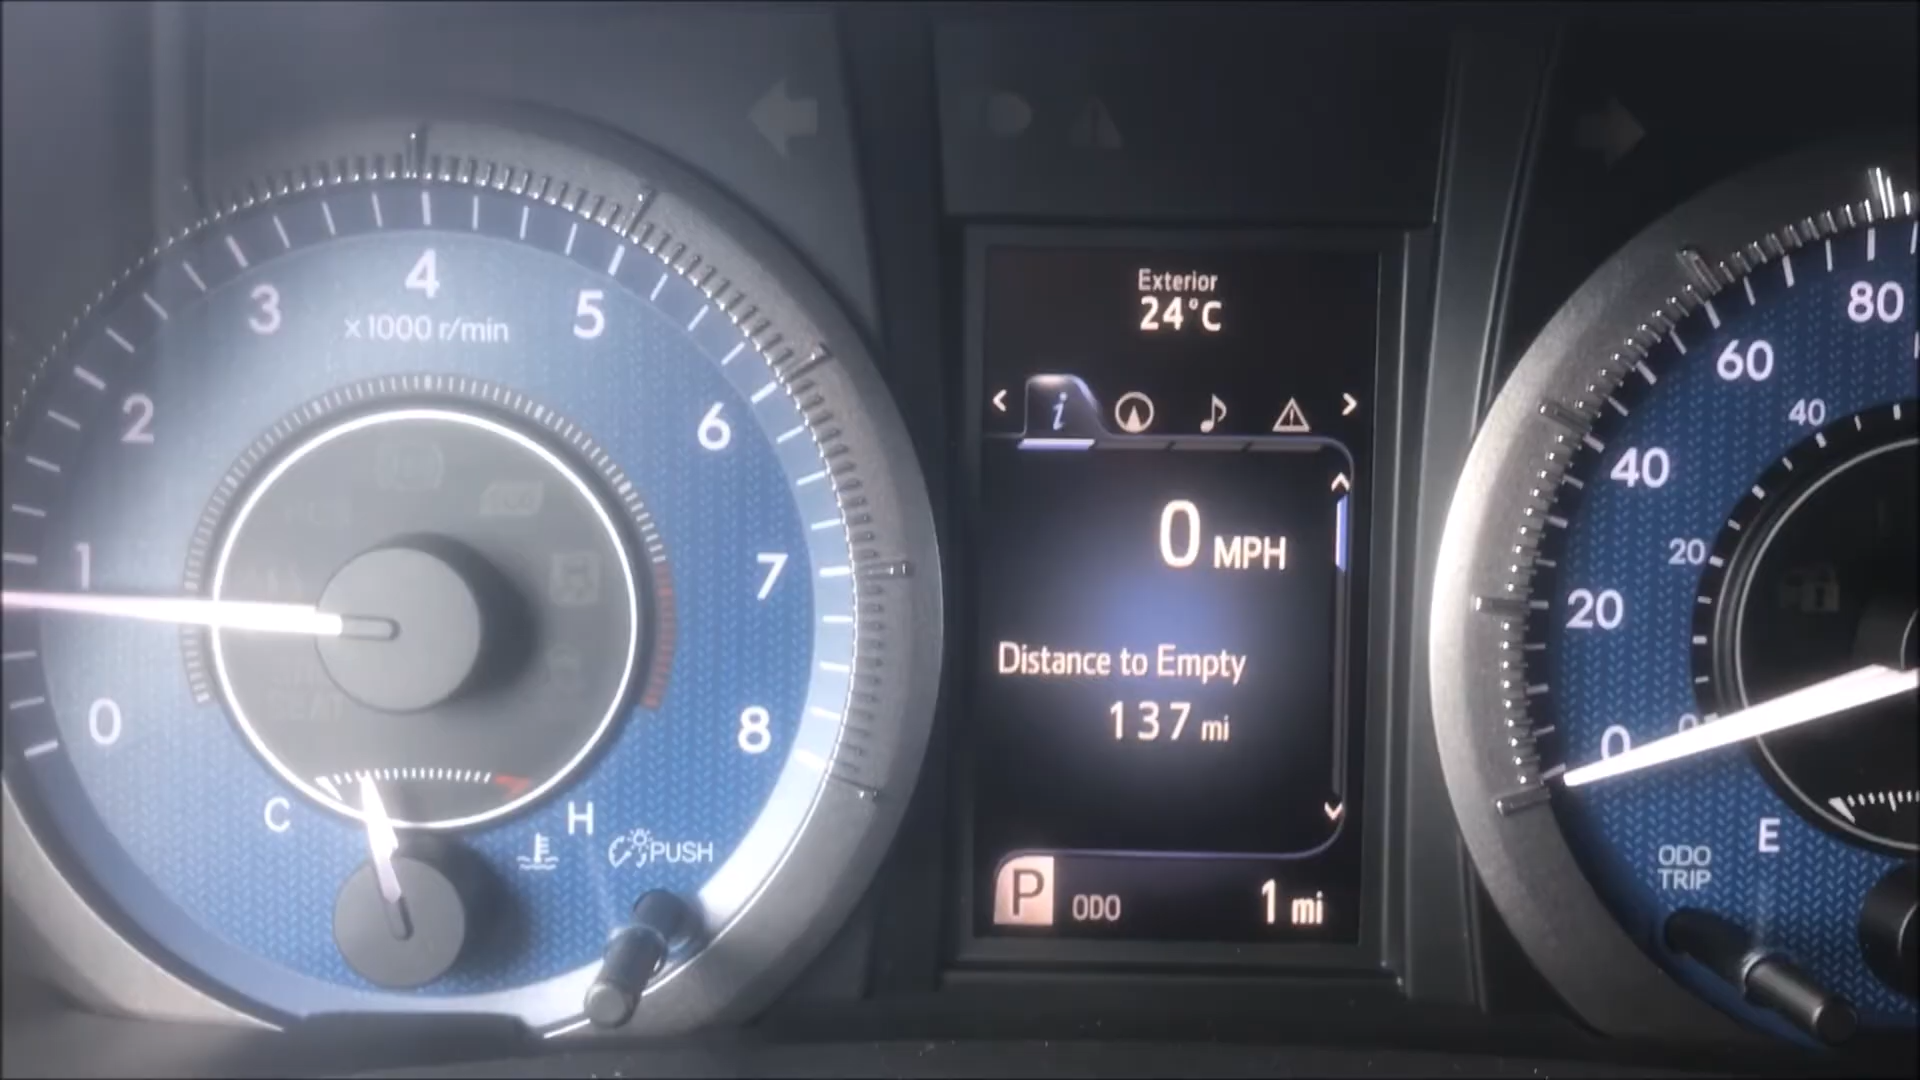 4
3
5
x1000 r/min
2
6
1
7
0
8
C
H
PUSH
Exterior
24°C
i
0 MPH
Distance to Empty
137 mi
P ODO 1 mi
80
60
40
40
20
20
0
0
E
ODO
TRIP